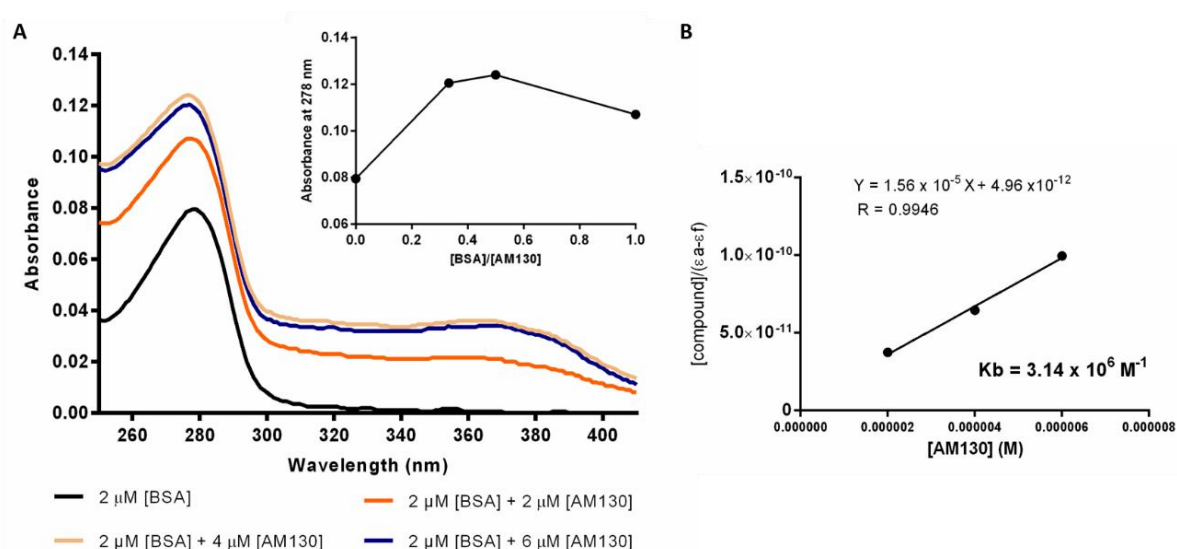 A
0.14
0.12
0.10
0.08
0.06
0.04
0.02
0.00
Absorbance
260 280 300 320 340 360 380 400
Wavelength (nm)
0.14
0.12
0.10
0.08
0.06
Absorbance at 278 nm
0.0 0.2 0.4 0.6 0.8 1.0
[BSA]/[AM130]
2 μM [BSA]
2 μM [BSA] + 2 μM [AM130]
2 μM [BSA] + 4 μM [AM130]
2 μM [BSA] + 6 μM [AM130]
B
1.5×10⁻¹⁰
1.0×10⁻¹⁰
5.0×10⁻¹¹
0
[compound]/(εa-εf)
Y = 1.56 x 10⁻⁵ X + 4.96 x10⁻¹²
R = 0.9946
Kb = 3.14 x 10⁶ M⁻¹
0.000000 0.000002 0.000004 0.000006 0.000008
[AM130] (M)